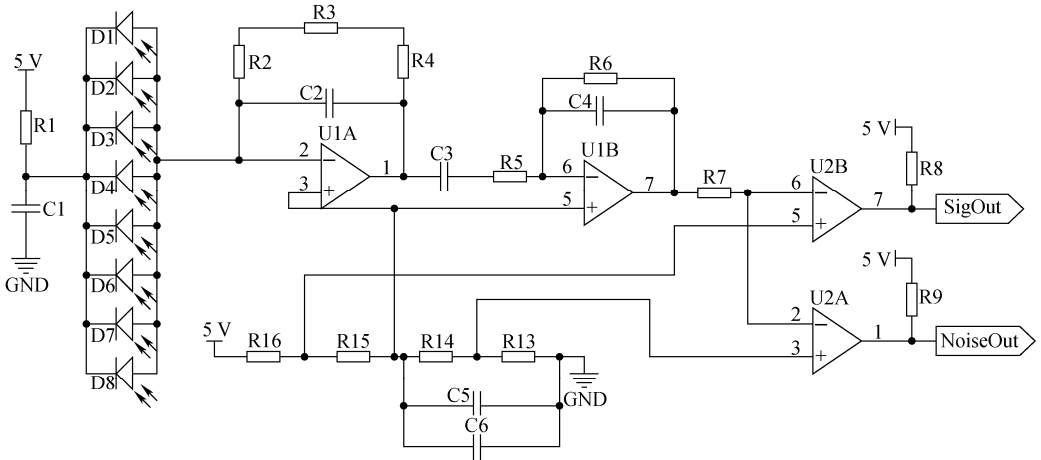 R3
D1
5 V
R2
R4
R6
D2
C2
C4
5 V
R1
D3
U1A
U1B
R8
2
1
C3
R5
6
7
R7
U2B
D4
3
5
6
7
SigOut
C1
5
D5
5 V
GND
D6
U2A
R9
5 V
R16
R15
R14
R13
2
1
NoiseOut
D7
3
D8
C5
GND
C6